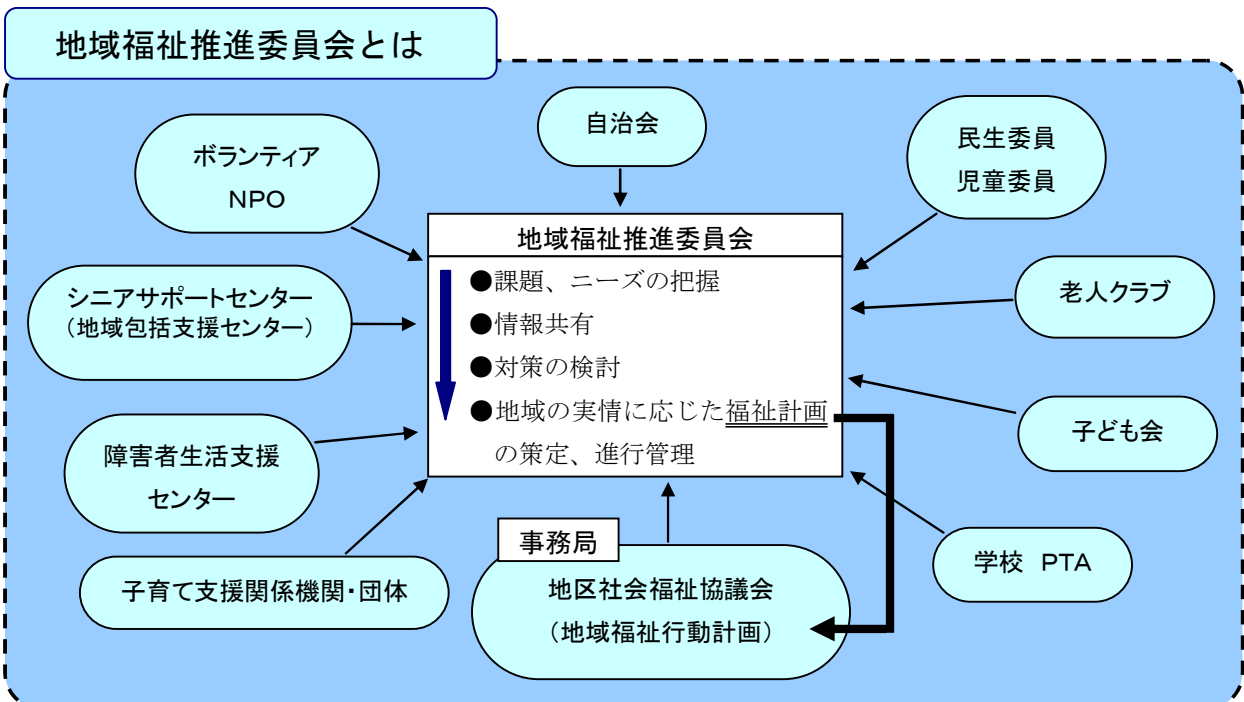 地域福祉推進委員会とは
自治会
ボランティア
NPO
民生委員
児童委員
地域福祉推進委員会
●課題、ニーズの把握
●情報共有
●対策の検討
●地域の実情に応じた福祉計画
の策定、進行管理
シニアサポートセンター
(地域包括支援センター)
老人クラブ
障害者生活支援
センター
子ども会
子育て支援関係機関・団体
学校 PTA
事務局
地区社会福祉協議会
(地域福祉行動計画)